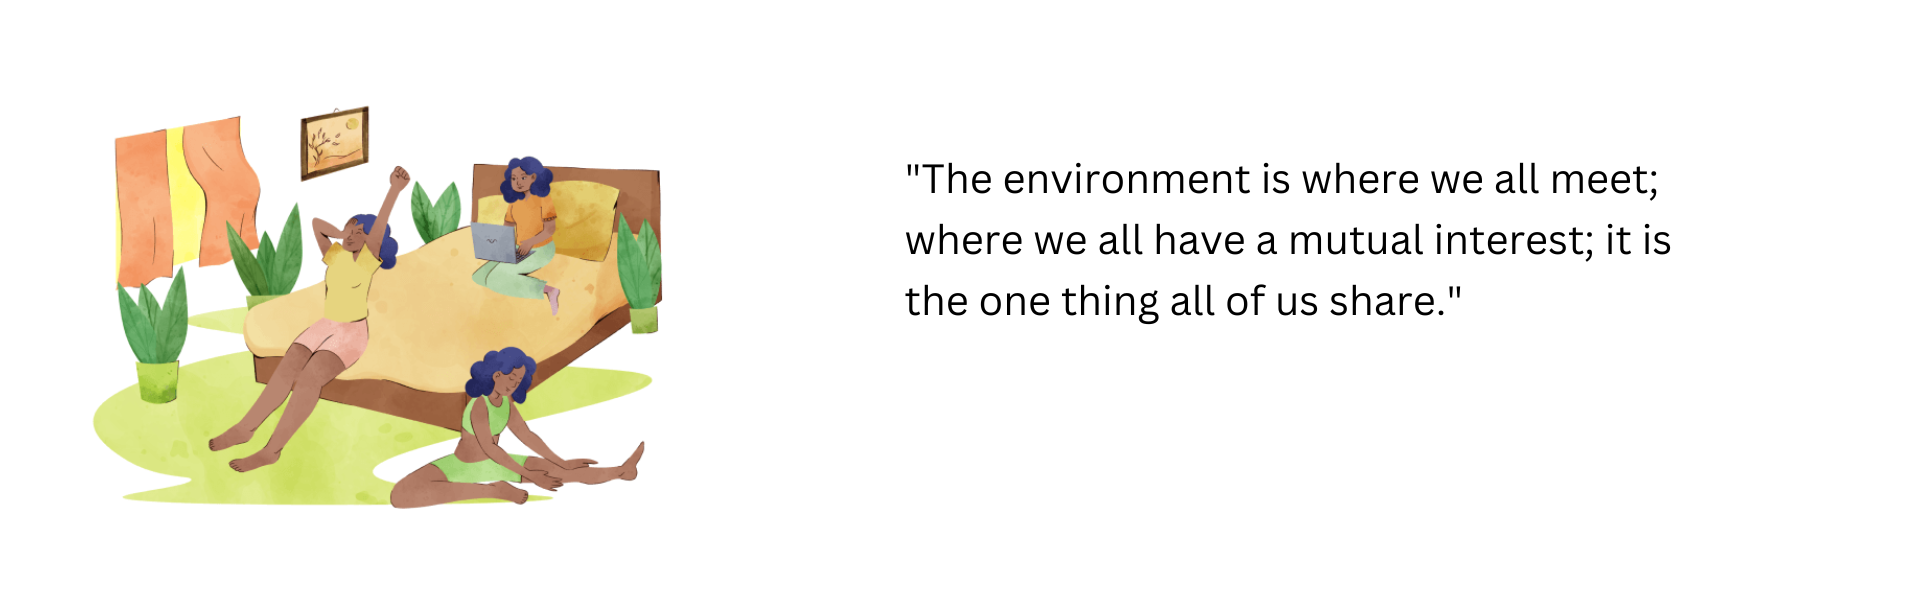 "The environment is where we all meet;
where we all have a mutual interest; it is
the one thing all of us share."